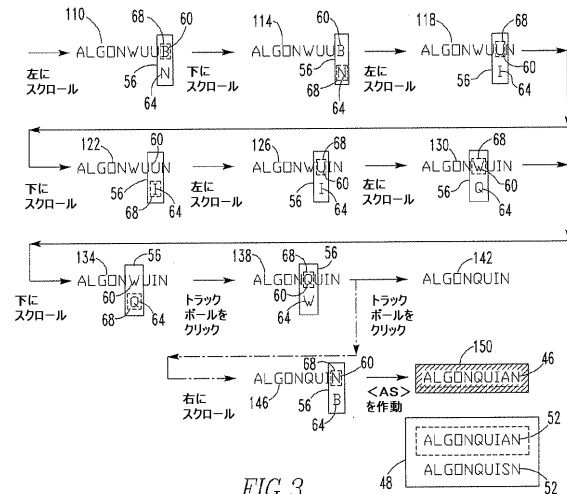 110 68 60 114 60 118 68
ALGONWUUB ALGONWUUB ALGONWUUN
56 N 64 56 N 68 64 56 I 60 64
左に
スクロール
下に
スクロール
左に
スクロール
122 60 126 68 130 68
ALGONWUUN ALGONWUIN ALGONWUIN
56 I 68 64 56 I 60 64 56 Q 60 64
下に
スクロール
左に
スクロール
左に
スクロール
134 56 138 68 56 142
ALGONWUIN ALGONQUIN ALGONQUIN
60 Q 68 64 60 W 64
下に
スクロール
トラック
ボールを
クリック
トラック
ボールを
クリック
68 60 150
ALGONQUIN ALGONQUIAN 46
146 56 B 64
右に
スクロール
<AS>
を作動
ALGONQUIAN 52
48 ALGONQUISN 52
FIG.3